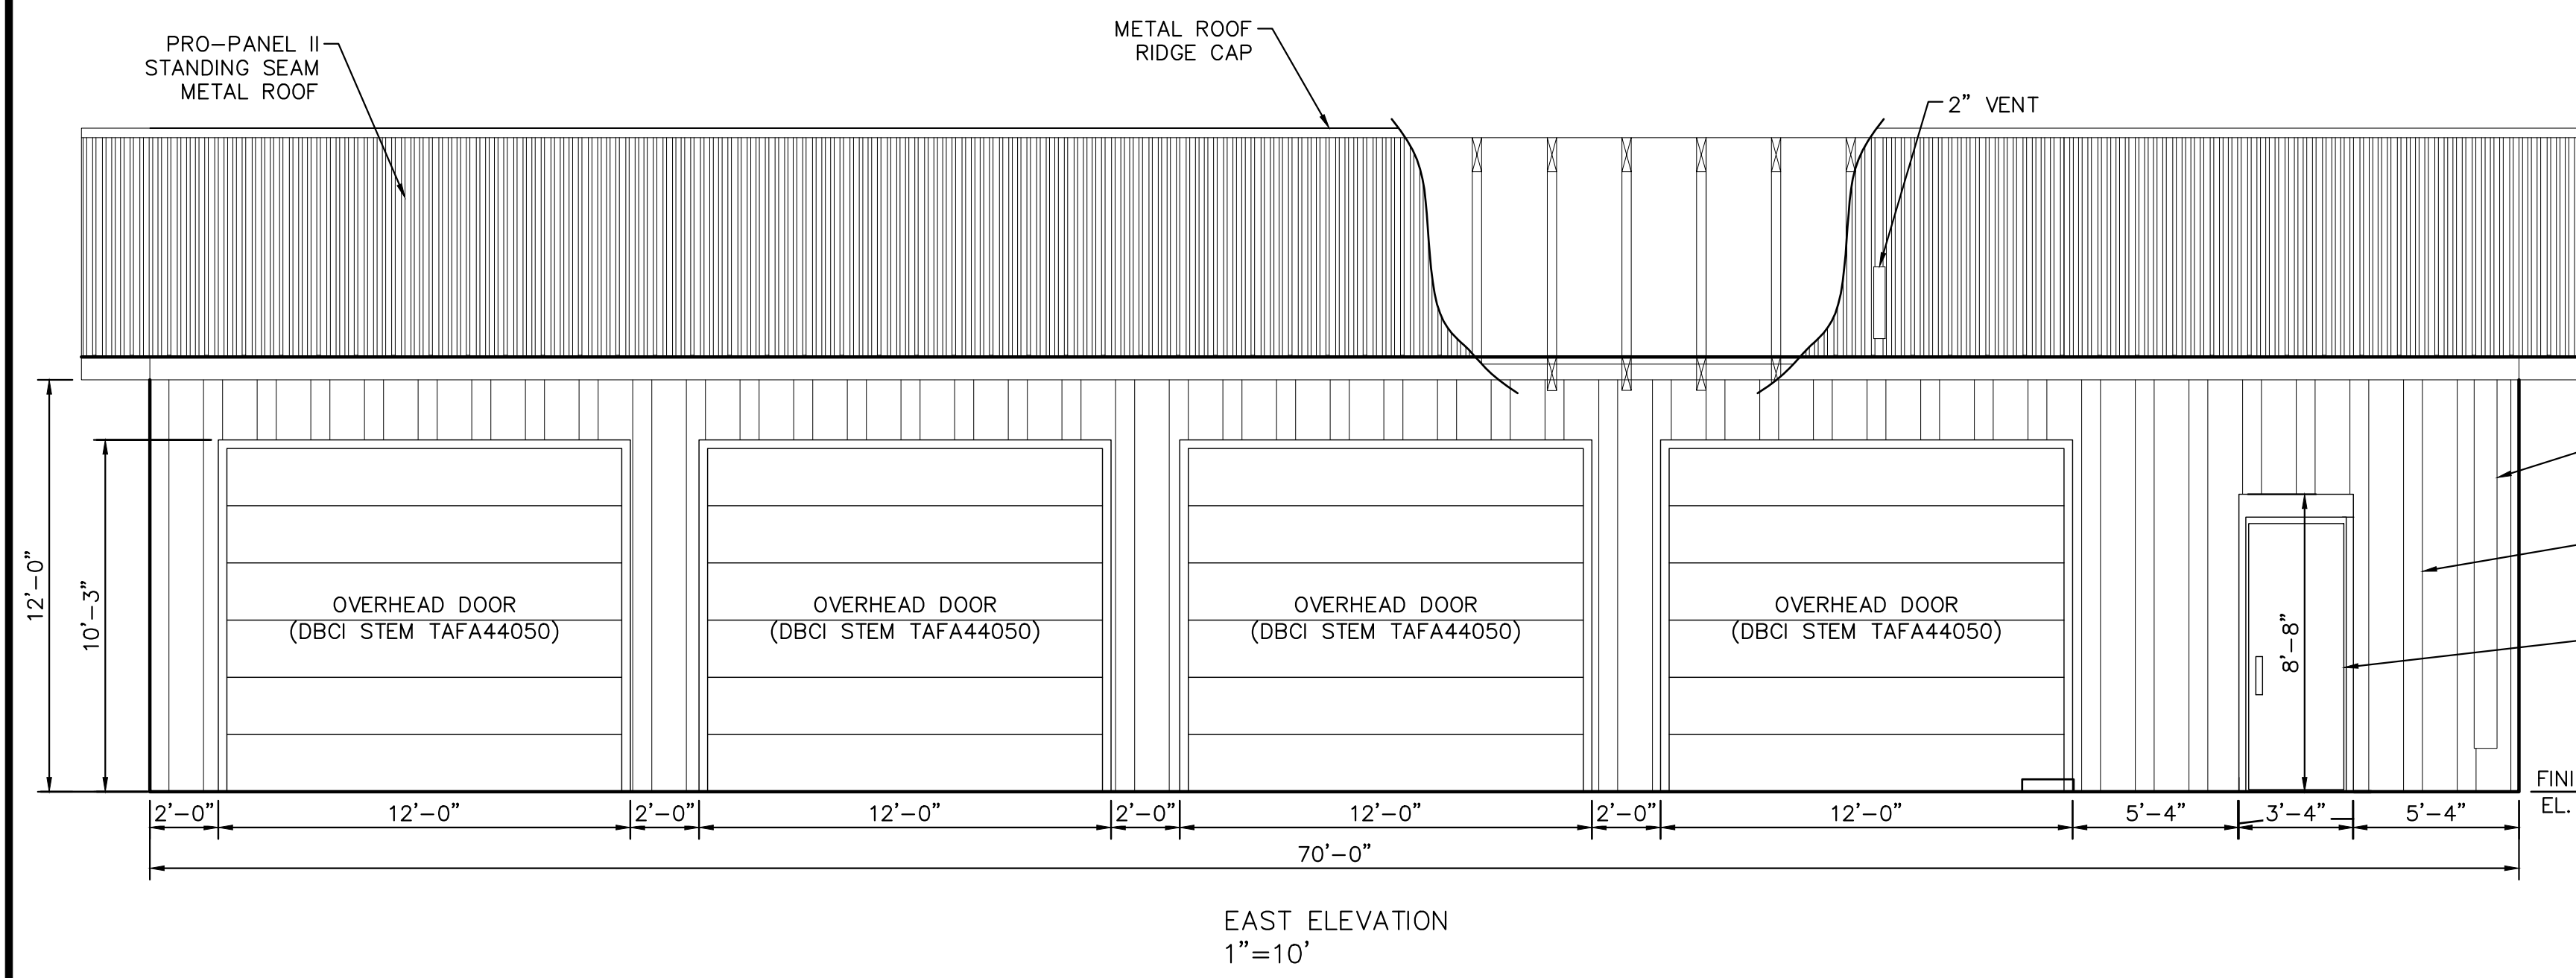 PRO-PANEL II
STANDING SEAM
METAL ROOF
METAL ROOF
RIDGE CAP
2" VENT
12'-0"
10'-3"
OVERHEAD DOOR
(DBCI STEM TAFA44050)
OVERHEAD DOOR
(DBCI STEM TAFA44050)
OVERHEAD DOOR
(DBCI STEM TAFA44050)
OVERHEAD DOOR
(DBCI STEM TAFA44050)
8'-8"
FINI
EL.
2'-0" 12'-0" 2'-0" 12'-0" 2'-0" 12'-0" 2'-0" 12'-0" 5'-4" 3'-4" 5'-4"
70'-0"
EAST ELEVATION
1"=10'